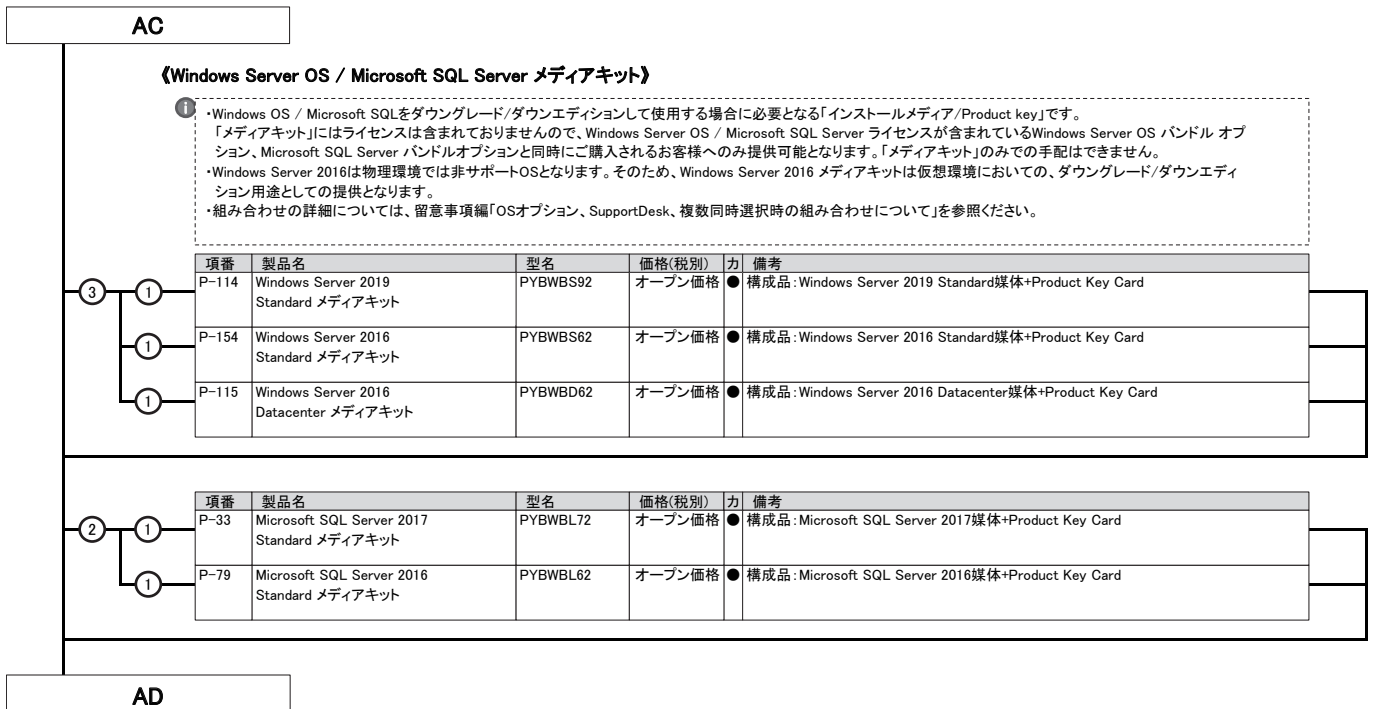 AC
《Windows Server OS / Microsoft SQL Server メディアキット》
i
・Windows OS / Microsoft SQLをダウングレード/ダウンエディションして使用する場合に必要となる「インストールメディア/Product key」です。
「メディアキット」にはライセンスは含まれておりませんので、Windows Server OS / Microsoft SQL Server ライセンスが含まれているWindows Server OS バンドル オプ
ション、Microsoft SQL Server バンドルオプションと同時にご購入されるお客様へのみ提供可能となります。「メディアキット」のみでの手配はできません。
・Windows Server 2016は物理環境では非サポートOSとなります。そのため、Windows Server 2016 メディアキットは仮想環境においての、ダウングレード/ダウンエディ
ション用途としての提供となります。
・組み合わせの詳細については、留意事項編「OSオプション、SupportDesk、複数同時選択時の組み合わせについて」を参照ください。
項番 製品名 型名 価格(税別) カ 備考
3 1 P-114 Windows Server 2019 PYBWBS92 オープン価格 ● 構成品：Windows Server 2019 Standard媒体+Product Key Card
Standard メディアキット
1 P-154 Windows Server 2016 PYBWBS62 オープン価格 ● 構成品：Windows Server 2016 Standard媒体+Product Key Card
Standard メディアキット
1 P-115 Windows Server 2016 PYBWBD62 オープン価格 ● 構成品：Windows Server 2016 Datacenter媒体+Product Key Card
Datacenter メディアキット
項番 製品名 型名 価格(税別) カ 備考
2 1 P-33 Microsoft SQL Server 2017 PYBWBL72 オープン価格 ● 構成品：Microsoft SQL Server 2017媒体+Product Key Card
Standard メディアキット
1 P-79 Microsoft SQL Server 2016 PYBWBL62 オープン価格 ● 構成品：Microsoft SQL Server 2016媒体+Product Key Card
Standard メディアキット
AD